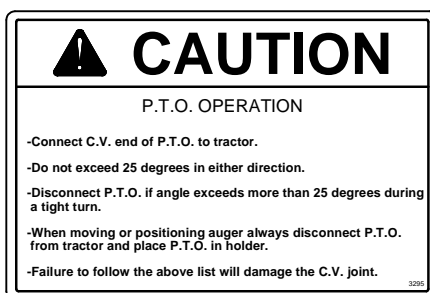 CAUTION
P.T.O. OPERATION
-Connect C.V. end of P.T.O. to tractor.
-Do not exceed 25 degrees in either direction.
-Disconnect P.T.O. if angle exceeds more than 25 degrees during
a tight turn.
-When moving or positioning auger always disconnect P.T.O.
from tractor and place P.T.O. in holder.
-Failure to follow the above list will damage the C.V. joint.
3295